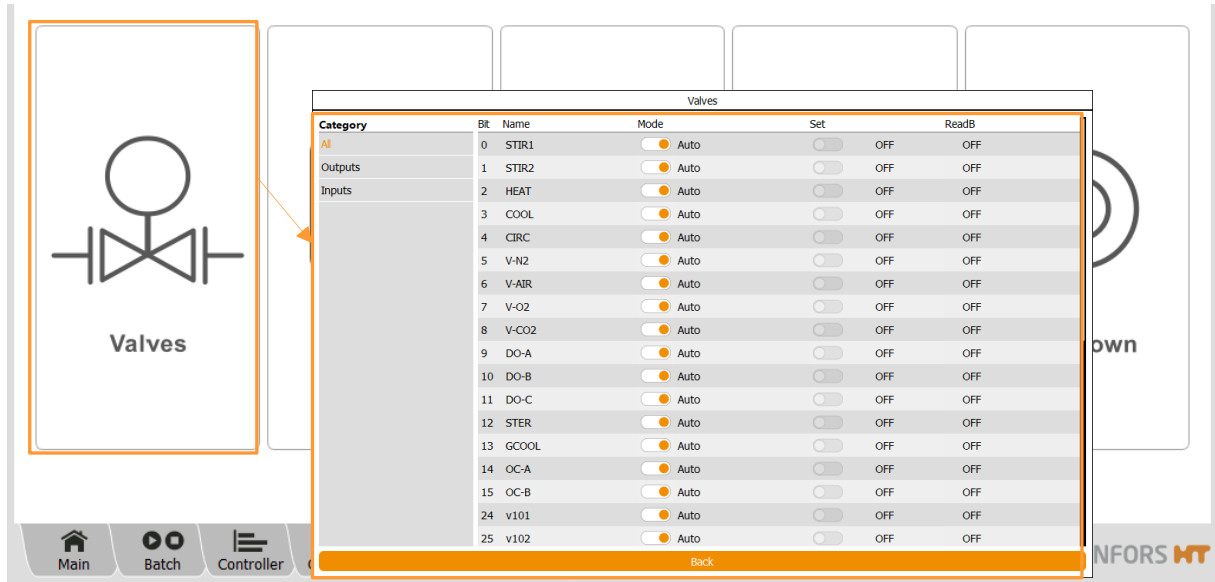 Valves
Category Bit Name Mode Set ReadB
All 0 STIR1 Auto OFF OFF
Outputs 1 STIR2 Auto OFF OFF
Inputs 2 HEAT Auto OFF OFF
3 COOL Auto OFF OFF
4 CIRC Auto OFF OFF
5 V-N2 Auto OFF OFF
6 V-AIR Auto OFF OFF
7 V-O2 Auto OFF OFF
8 V-CO2 Auto OFF OFF
Valves
own
9 DO-A Auto OFF OFF
10 DO-B Auto OFF OFF
11 DO-C Auto OFF OFF
12 STER Auto OFF OFF
13 GCOOL Auto OFF OFF
14 OC-A Auto OFF OFF
15 OC-B Auto OFF OFF
24 v101 Auto OFF OFF
25 v102 Auto OFF OFF
Back
Main Batch Controller
NFORS HT